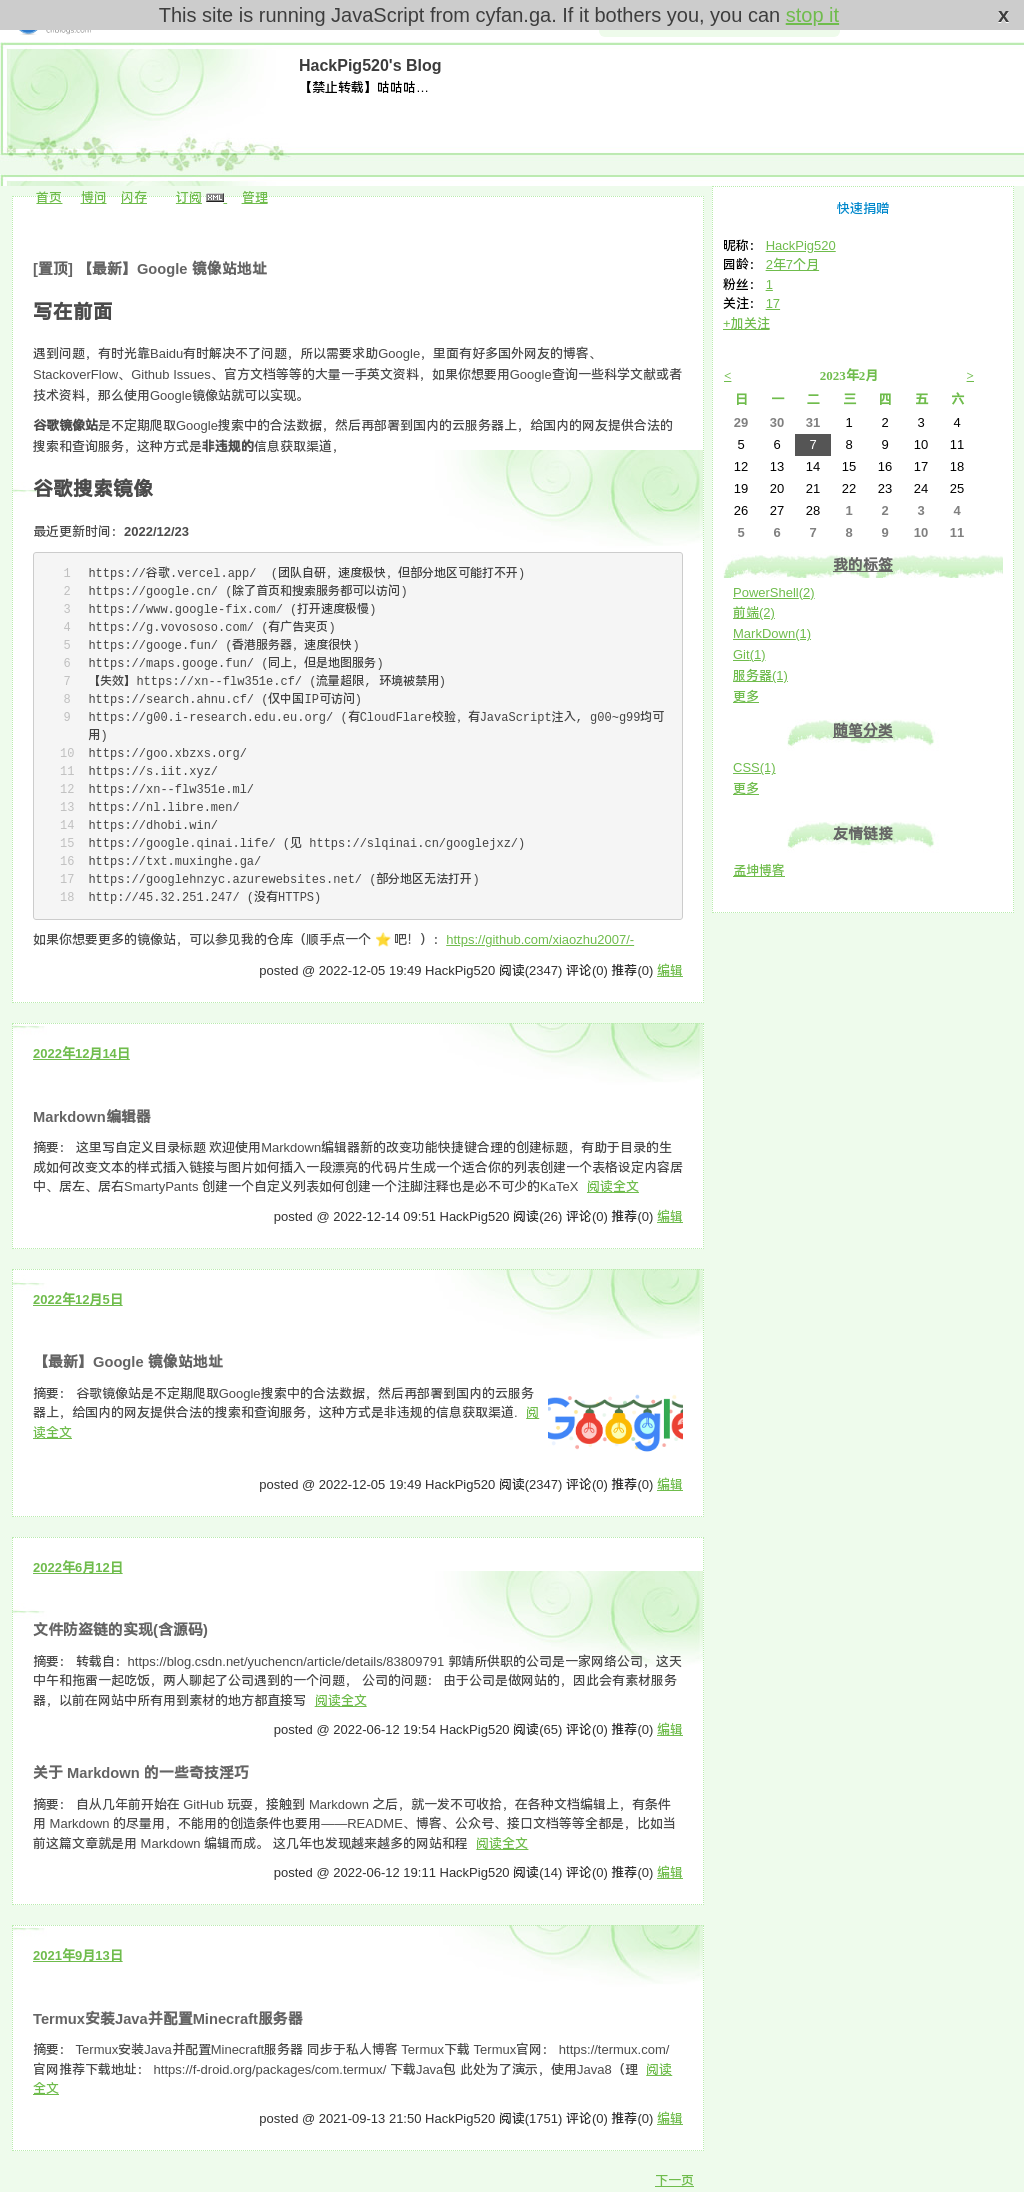 This site is running JavaScript from cyfan.ga. If it bothers you, you can stop it
x
cnblogs.com
HackPig520's Blog
【禁止转载】咕咕咕…
首页 博问 闪存 订阅 XML 管理
[置顶] 【最新】Google 镜像站地址
写在前面
遇到问题，有时光靠Baidu有时解决不了问题，所以需要求助Google，里面有好多国外网友的博客、
StackoverFlow、Github Issues、官方文档等等的大量一手英文资料，如果你想要用Google查询一些科学文献或者
技术资料，那么使用Google镜像站就可以实现。
谷歌镜像站是不定期爬取Google搜索中的合法数据，然后再部署到国内的云服务器上，给国内的网友提供合法的
搜索和查询服务，这种方式是非违规的信息获取渠道，
谷歌搜索镜像
最近更新时间：2022/12/23
1 https://谷歌.vercel.app/ (团队自研，速度极快，但部分地区可能打不开)
2 https://google.cn/ (除了首页和搜索服务都可以访问)
3 https://www.google-fix.com/ (打开速度极慢)
4 https://g.vovososo.com/ (有广告夹页)
5 https://googe.fun/ (香港服务器，速度很快)
6 https://maps.googe.fun/ (同上，但是地图服务)
7 【失效】https://xn--flw351e.cf/ (流量超限, 环境被禁用)
8 https://search.ahnu.cf/ (仅中国IP可访问)
9 https://g00.i-research.edu.eu.org/ (有CloudFlare校验，有JavaScript注入, g00~g99均可
用)
10 https://goo.xbzxs.org/
11 https://s.iit.xyz/
12 https://xn--flw351e.ml/
13 https://nl.libre.men/
14 https://dhobi.win/
15 https://google.qinai.life/ (见 https://slqinai.cn/googlejxz/)
16 https://txt.muxinghe.ga/
17 https://googlehnzyc.azurewebsites.net/ (部分地区无法打开)
18 http://45.32.251.247/ (没有HTTPS)
如果你想要更多的镜像站，可以参见我的仓库（顺手点一个 ⭐ 吧！）：https://github.com/xiaozhu2007/-
posted @ 2022-12-05 19:49 HackPig520 阅读(2347) 评论(0) 推荐(0) 编辑
2022年12月14日
Markdown编辑器
摘要： 这里写自定义目录标题 欢迎使用Markdown编辑器新的改变功能快捷键合理的创建标题，有助于目录的生
成如何改变文本的样式插入链接与图片如何插入一段漂亮的代码片生成一个适合你的列表创建一个表格设定内容居
中、居左、居右SmartyPants 创建一个自定义列表如何创建一个注脚注释也是必不可少的KaTeX 阅读全文
posted @ 2022-12-14 09:51 HackPig520 阅读(26) 评论(0) 推荐(0) 编辑
2022年12月5日
【最新】Google 镜像站地址
摘要： 谷歌镜像站是不定期爬取Google搜索中的合法数据，然后再部署到国内的云服务
器上，给国内的网友提供合法的搜索和查询服务，这种方式是非违规的信息获取渠道. 阅
读全文
Google
posted @ 2022-12-05 19:49 HackPig520 阅读(2347) 评论(0) 推荐(0) 编辑
2022年6月12日
文件防盗链的实现(含源码)
摘要： 转载自：https://blog.csdn.net/yuchencn/article/details/83809791 郭靖所供职的公司是一家网络公司，这天
中午和拖雷一起吃饭，两人聊起了公司遇到的一个问题， 公司的问题： 由于公司是做网站的，因此会有素材服务
器，以前在网站中所有用到素材的地方都直接写 阅读全文
posted @ 2022-06-12 19:54 HackPig520 阅读(65) 评论(0) 推荐(0) 编辑
关于 Markdown 的一些奇技淫巧
摘要： 自从几年前开始在 GitHub 玩耍，接触到 Markdown 之后，就一发不可收拾，在各种文档编辑上，有条件
用 Markdown 的尽量用，不能用的创造条件也要用——README、博客、公众号、接口文档等等全都是，比如当
前这篇文章就是用 Markdown 编辑而成。 这几年也发现越来越多的网站和程 阅读全文
posted @ 2022-06-12 19:11 HackPig520 阅读(14) 评论(0) 推荐(0) 编辑
2021年9月13日
Termux安装Java并配置Minecraft服务器
摘要： Termux安装Java并配置Minecraft服务器 同步于私人博客 Termux下载 Termux官网： https://termux.com/
官网推荐下载地址： https://f-droid.org/packages/com.termux/ 下载Java包 此处为了演示，使用Java8（理 阅读
全文
posted @ 2021-09-13 21:50 HackPig520 阅读(1751) 评论(0) 推荐(0) 编辑
下一页
快速捐赠
昵称： HackPig520
园龄： 2年7个月
粉丝： 1
关注： 17
+加关注
< 2023年2月 >
日 一 二 三 四 五 六
29 30 31 1 2 3 4
5 6 7 8 9 10 11
12 13 14 15 16 17 18
19 20 21 22 23 24 25
26 27 28 1 2 3 4
5 6 7 8 9 10 11
我的标签
PowerShell(2)
前端(2)
MarkDown(1)
Git(1)
服务器(1)
更多
随笔分类
CSS(1)
更多
友情链接
孟坤博客